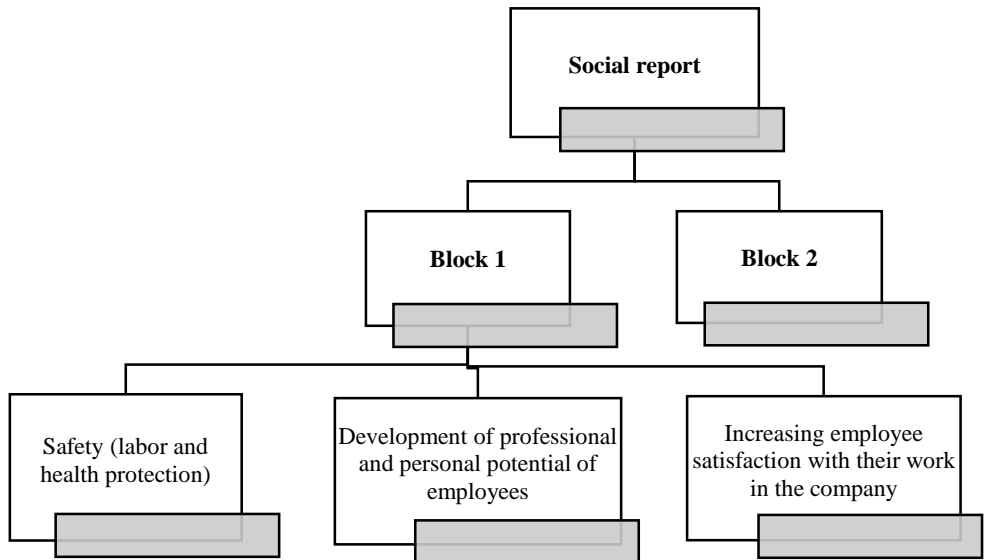 Social report
Block 1
Block 2
Safety (labor and
health protection)
Development of professional
and personal potential of
employees
Increasing employee
satisfaction with their work
in the company